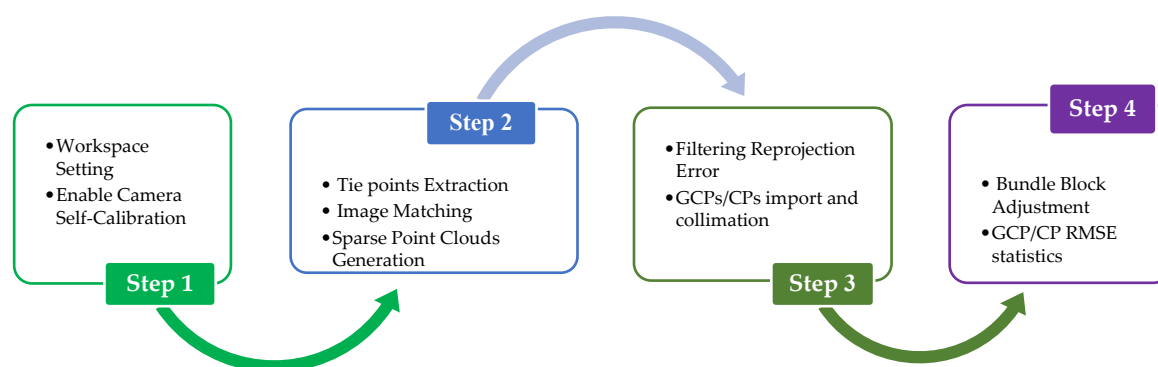 •Workspace
Setting
•Enable Camera
Self-Calibration
Step 1
Step 2
• Tie points Extraction
• Image Matching
•Sparse Point Clouds
Generation
•Filtering Reprojection
Error
•GCPs/CPs import and
collimation
Step 3
Step 4
• Bundle Block
Adjustment
•GCP/CP RMSE
statistics